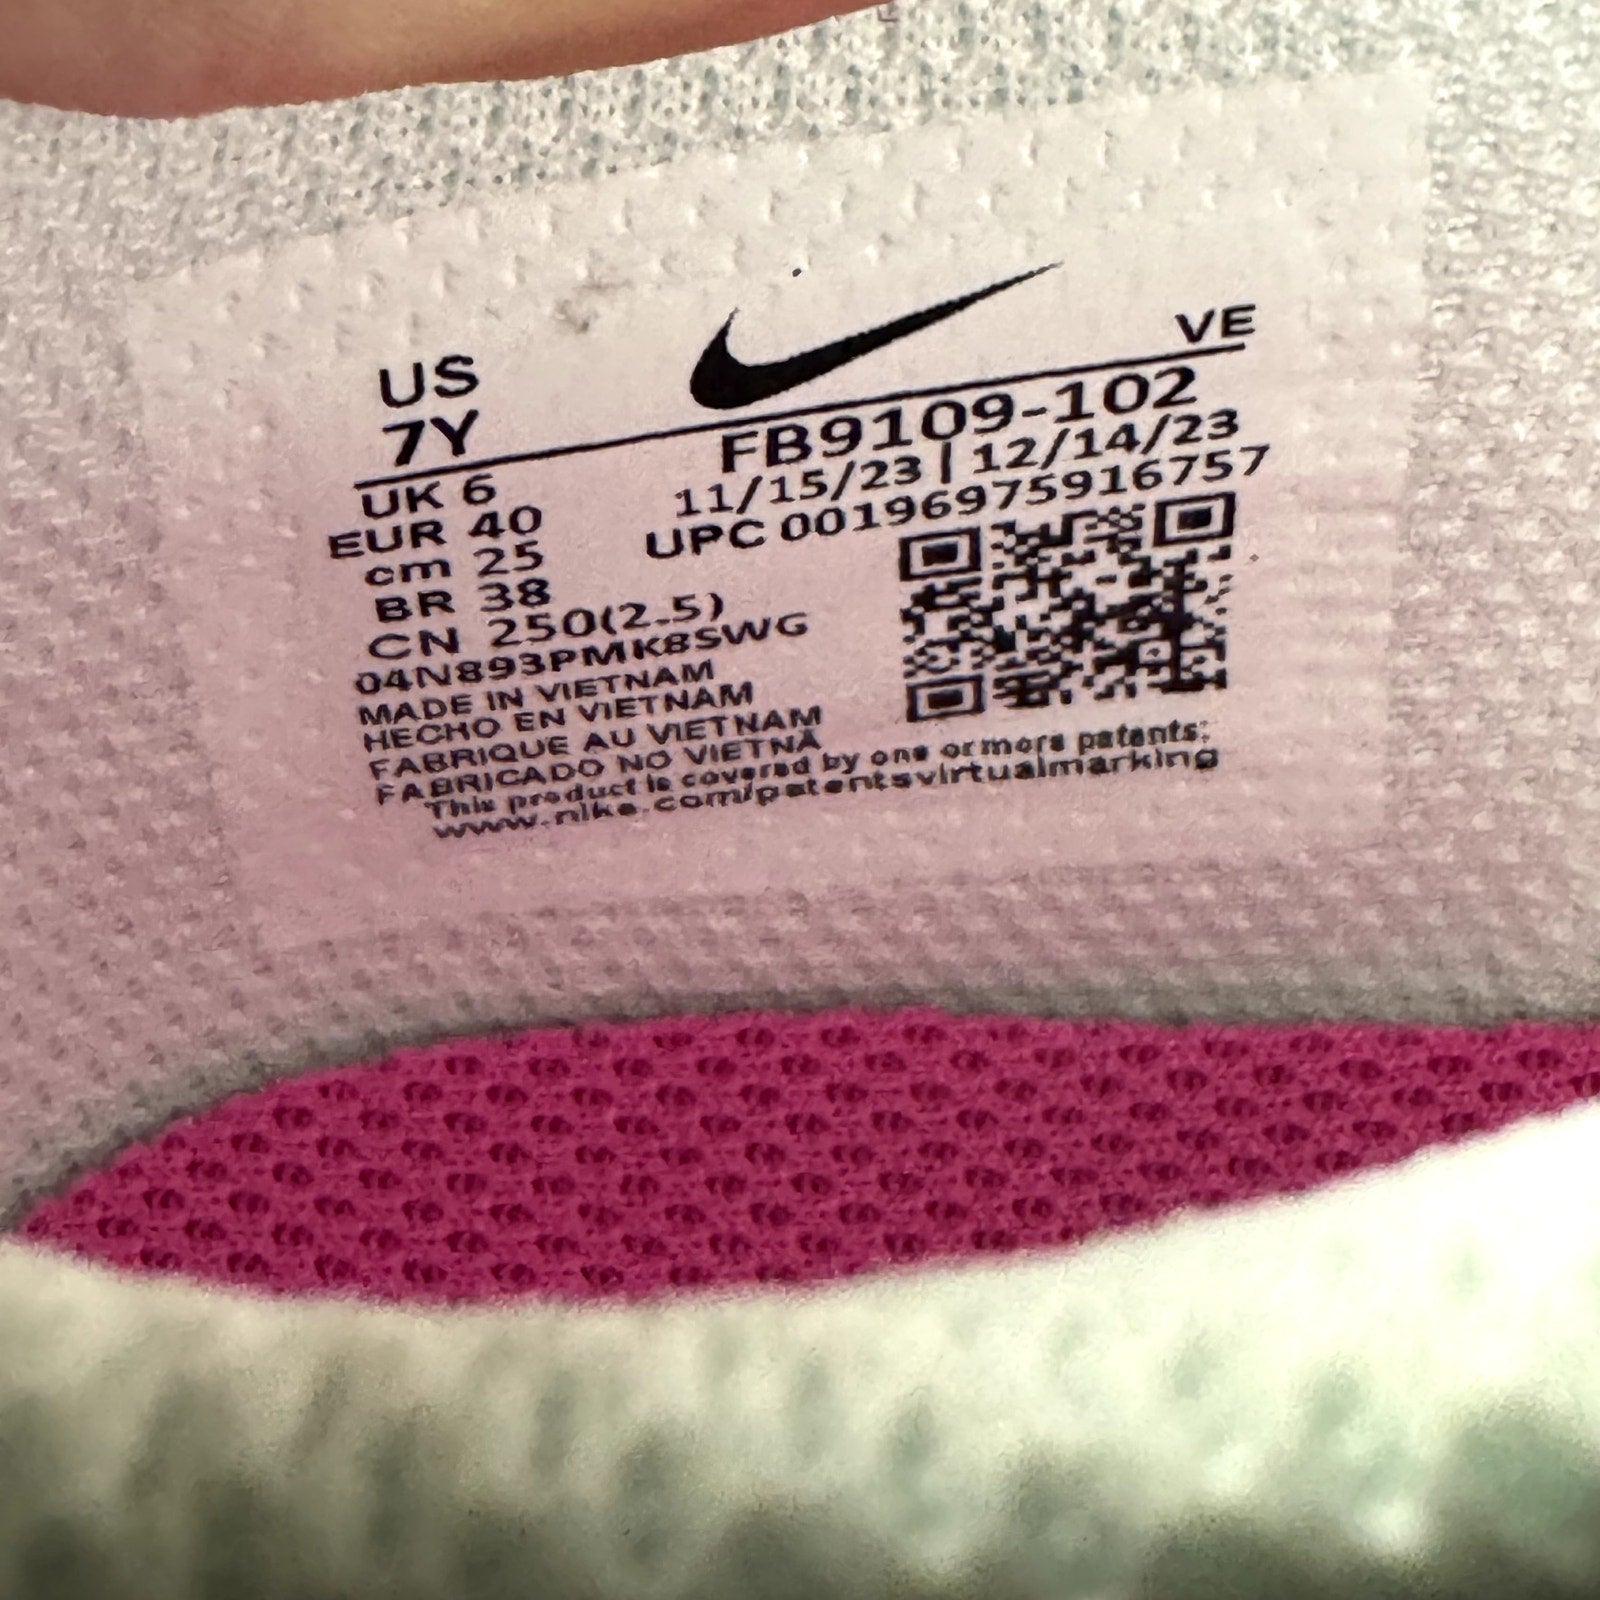 US
7Y
VE
FB9109-102
11/15/23 | 12/14/23
UPC 00196975916757
UK 6
EUR 40
cm 25
BR 38
CN 250(2.5)
04N893PMK8SWG
MADE IN VIETNAM
HECHO EN VIETNAM
FABRIQUE AU VIETNAM
FABRICADO NO VIETNÃ
This product is covered by one or more patents:
www.nike.com/patentsvirtualmarking